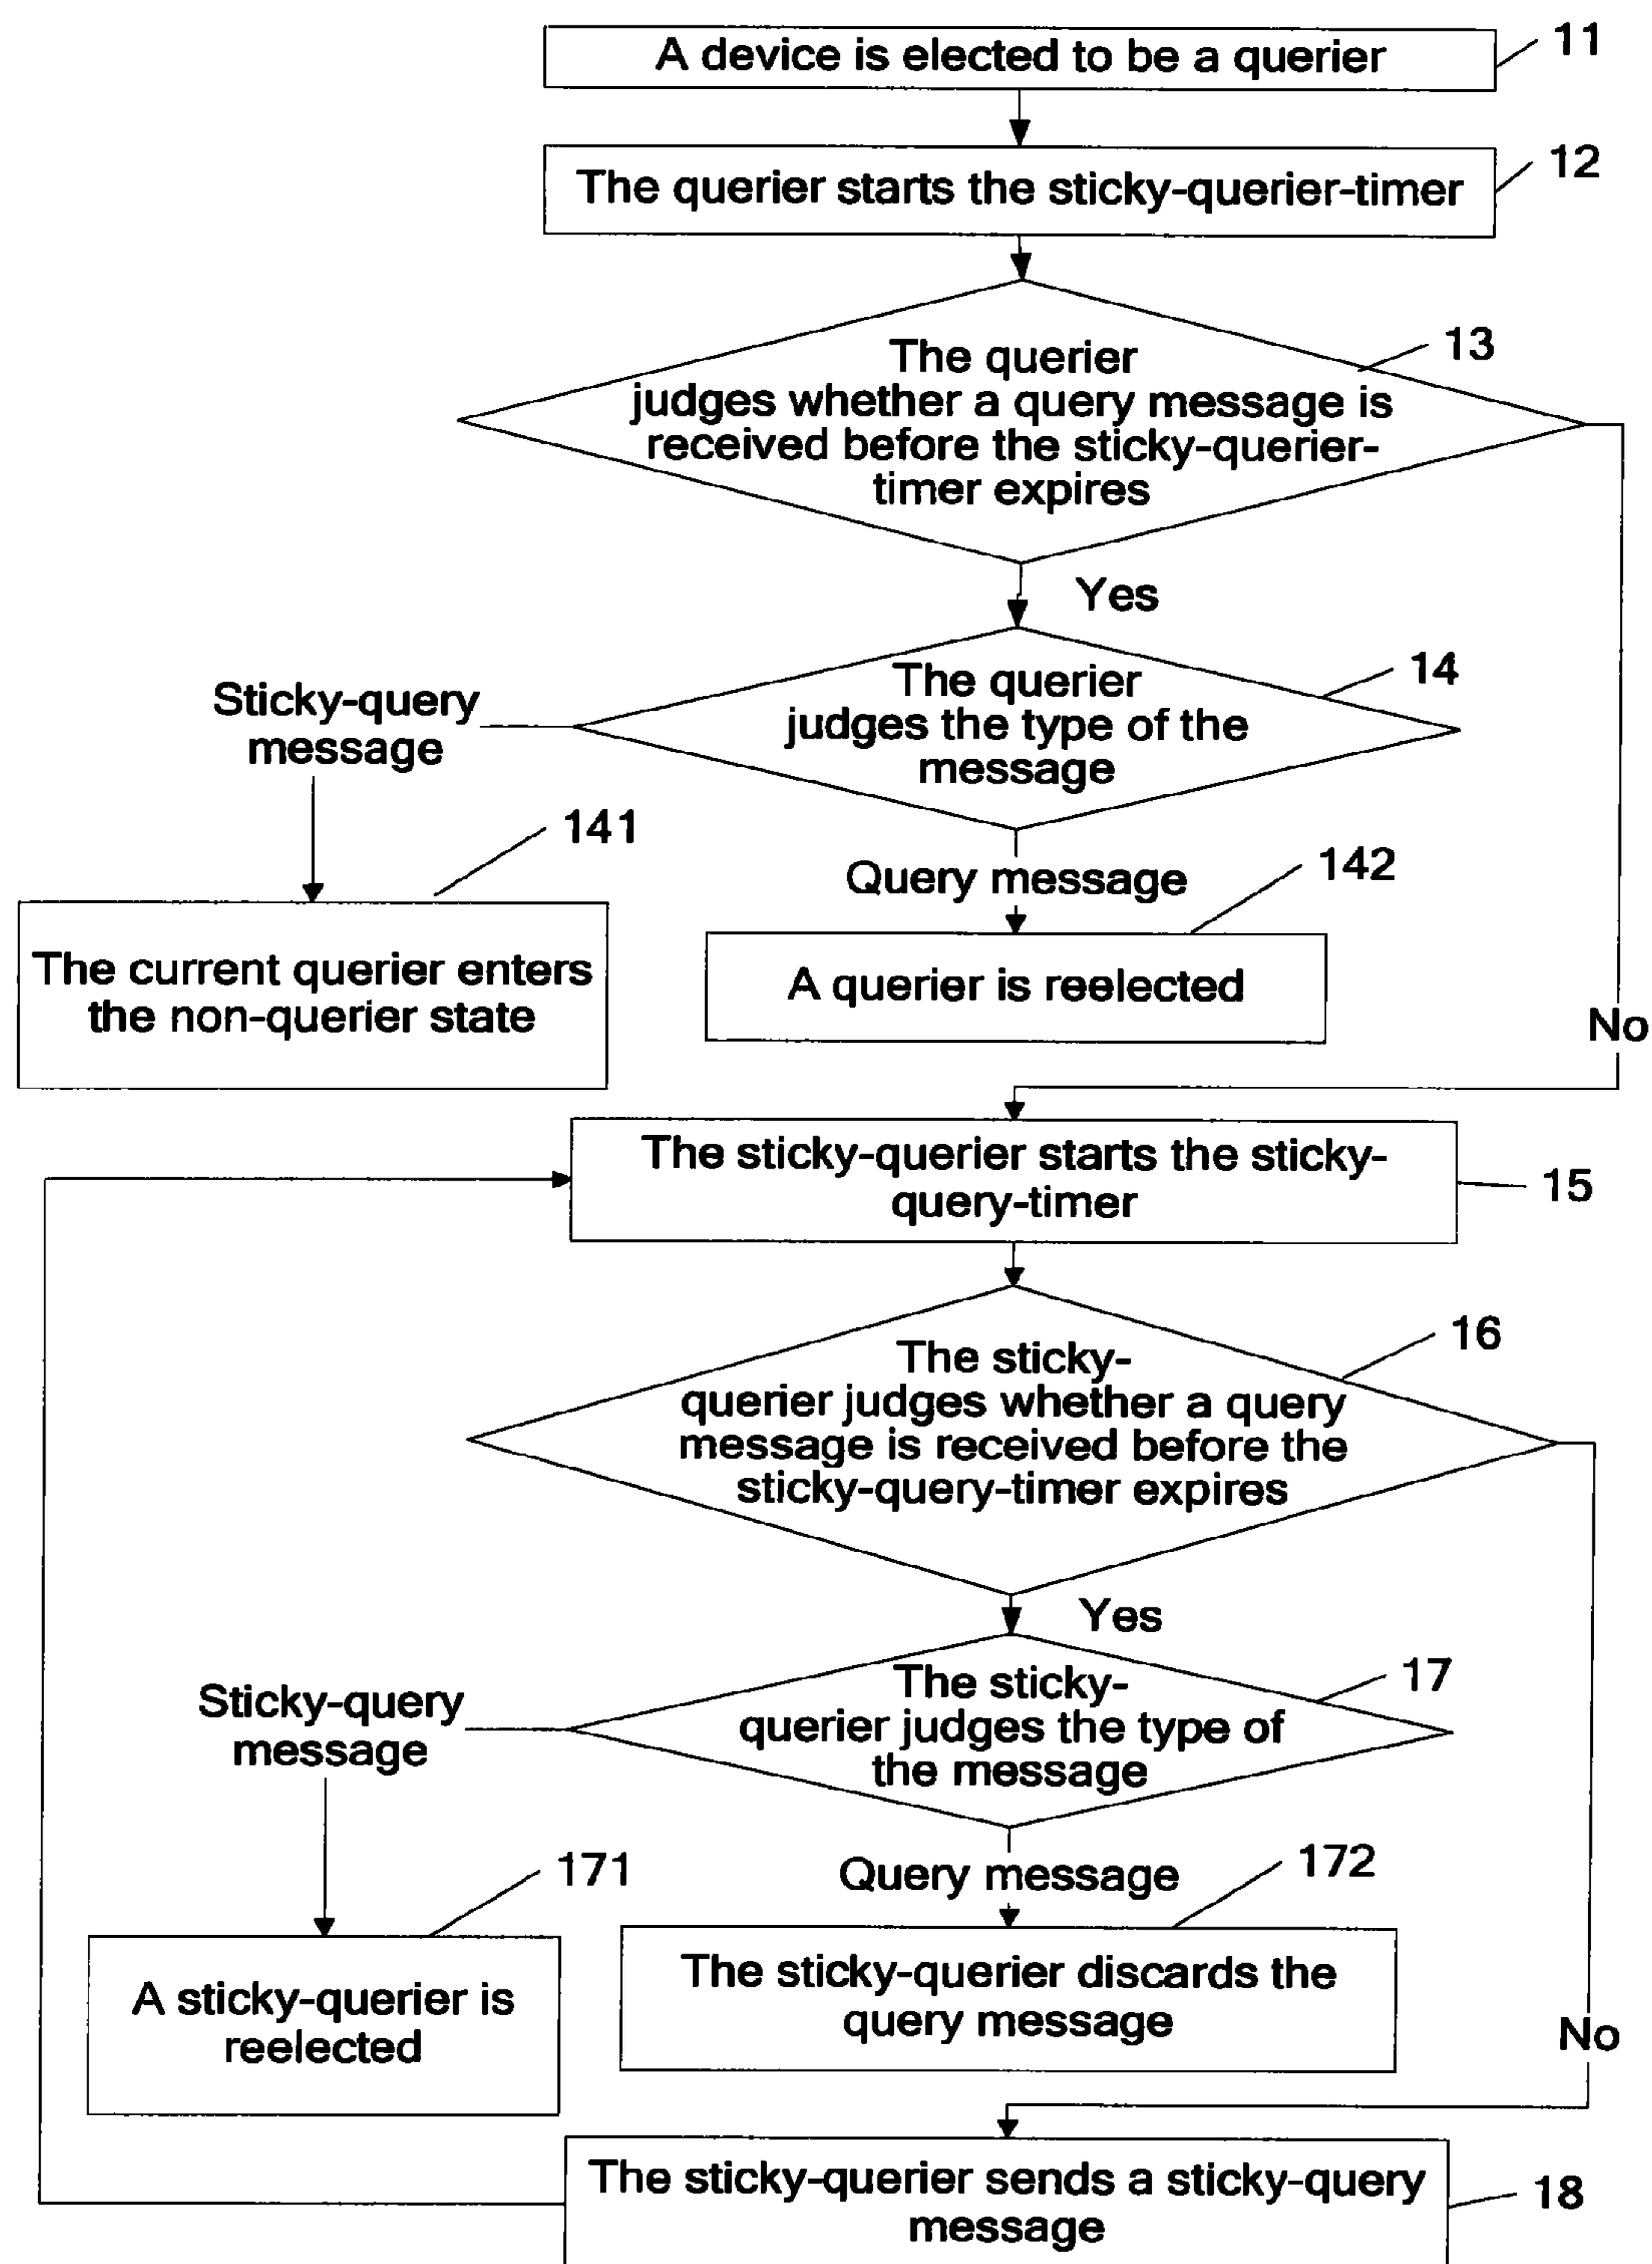 A device is elected to be a querier
11
The querier starts the sticky-querier-timer
12
The querier
judges whether a query message is
received before the sticky-querier-
timer expires
13
Yes
The querier
judges the type of the
message
14
Sticky-query
message
141
Query message
142
The current querier enters
the non-querier state
A querier is reelected
No
The sticky-querier starts the sticky-
query-timer
15
The sticky-
querier judges whether a query
message is received before the
sticky-query-timer expires
16
Yes
The sticky-
querier judges the type of
the message
17
Sticky-query
message
171
Query message
172
A sticky-querier is
reelected
The sticky-querier discards the
query message
No
The sticky-querier sends a sticky-query
message
18